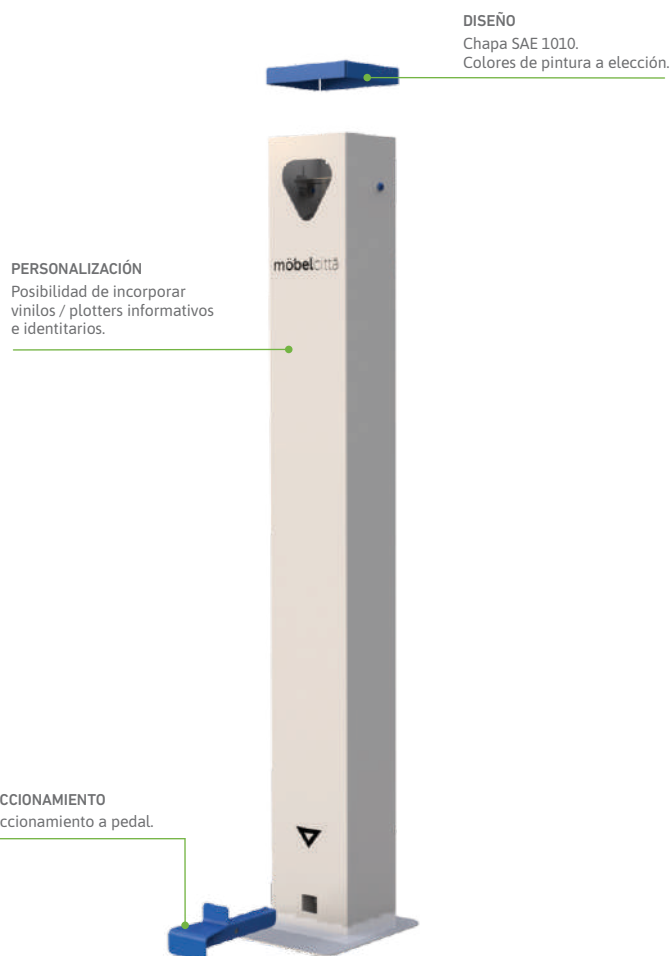 DISEÑO
Chapa SAE 1010.
Colores de pintura a elección.
möbelcittà
PERSONALIZACIÓN
Posibilidad de incorporar
vinilos / plotters informativos
e identitarios.
CCIONAMIENTO
ccionamiento a pedal.